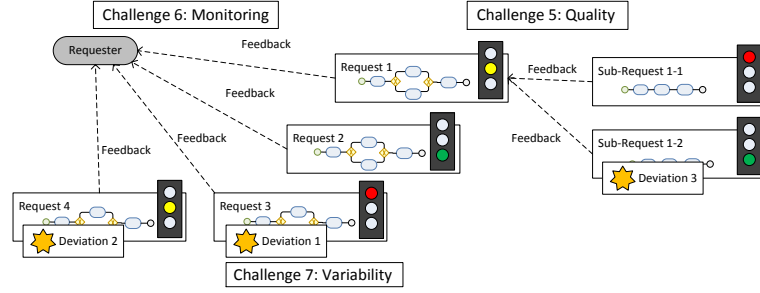 Challenge 6: Monitoring
Challenge 5: Quality
Requester
Feedback
Request 1
Feedback
Sub-Request 1-1
Feedback
Request 2
Feedback
Feedback
Feedback
Sub-Request 1-2
Deviation 3
Request 4
Deviation 2
Request 3
Deviation 1
Challenge 7: Variability